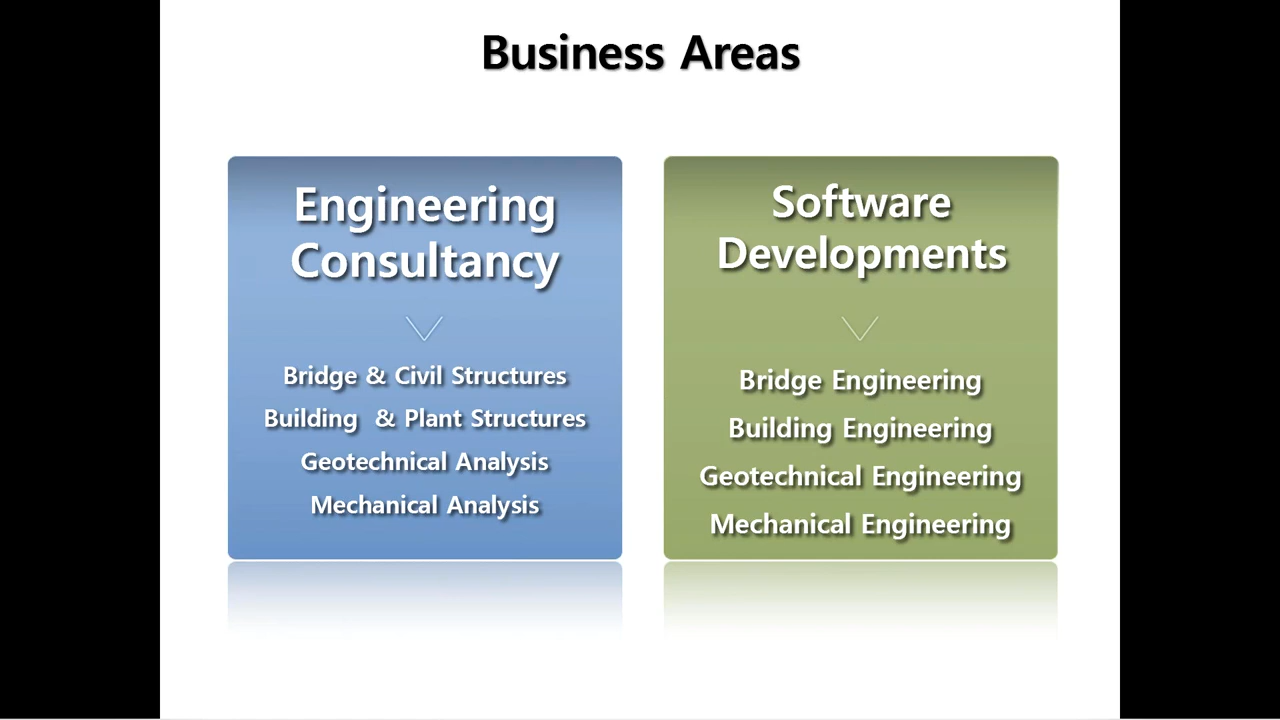 Business Areas
Engineering
Consultancy
Bridge & Civil Structures
Building & Plant Structures
Geotechnical Analysis
Mechanical Analysis
Software
Developments
Bridge Engineering
Building Engineering
Geotechnical Engineering
Mechanical Engineering